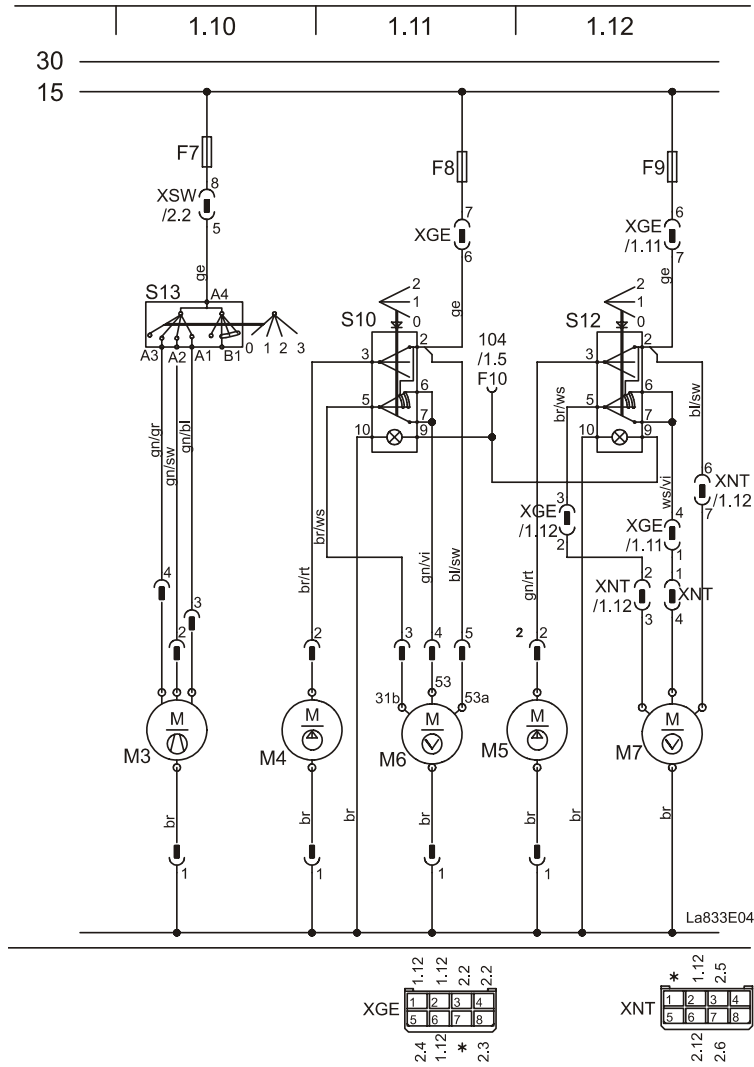 1.10 1.11 1.12
30
15
F7 F8 F9
8 7 6
XSW /2.2 XGE XGE /1.11
5 6 7
ge ge ge
S13 A4
A3 A2 A1 B1 0 1 2 3
S10 2 1 0
3 2
5 6
7
10 9
104 /1.5 F10
S12 2 1 0
3 2
5 6
7
10 9
gn/gr gn/sw gn/bl
br/ws
br/rt
gn/vi
bl/sw
br/ws
gn/rt
ws/vi
bl/sw
3 XGE /1.12 2
4 XGE /1.11 1
6 XNT /1.12 7
2 XNT /1.12 3
1 XNT 4
4 2 3
2 3 4 5
2 2
31b 53 53a
M M M M M
M3 M4 M6 M5 M7
br br br br br br br
1 1 1 1
La833E04
1.12 1.12 2.2 2.2
XGE 1 2 3 4
5 6 7 8
2.4 1.12 * 2.3
* 1.12 2.5
XNT 1 2 3 4
5 6 7 8
2.12 2.6